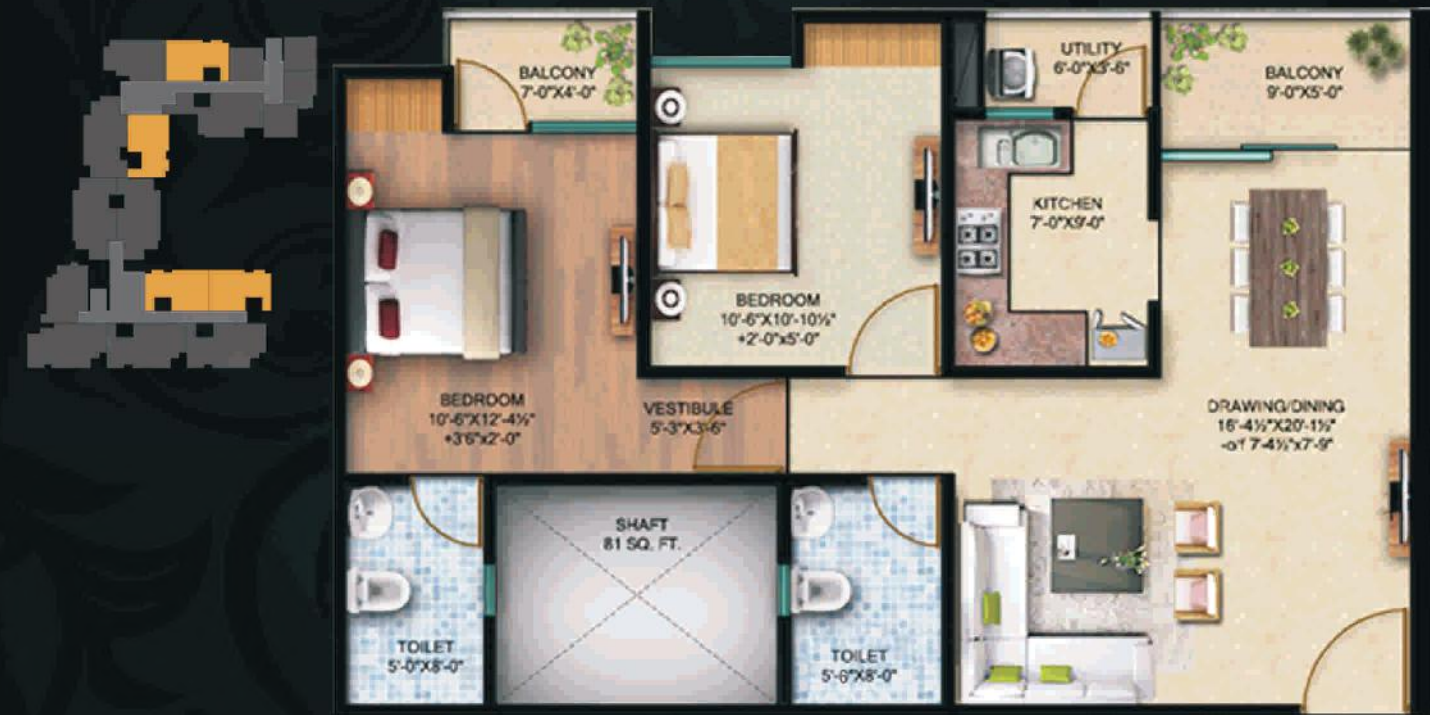 BALCONY
7'-0"X4'-0"
UTILITY
6'-0"X3'-6"
BALCONY
9'-0"X5'-0"
KITCHEN
7'-0"X9'-0"
BEDROOM
10'-6"X10'-10½"
+2'-0"x5'-0"
BEDROOM
10'-6"X12'-4½"
+3'6"x2'-0"
VESTIBULE
5'-3"X3'-6"
DRAWING/DINING
16'-4½"X20'-1½"
-of 7'-4½"x7'-9"
SHAFT
81 SQ. FT.
TOILET
5'-0"X8'-0"
TOILET
5'-6"X8'-0"